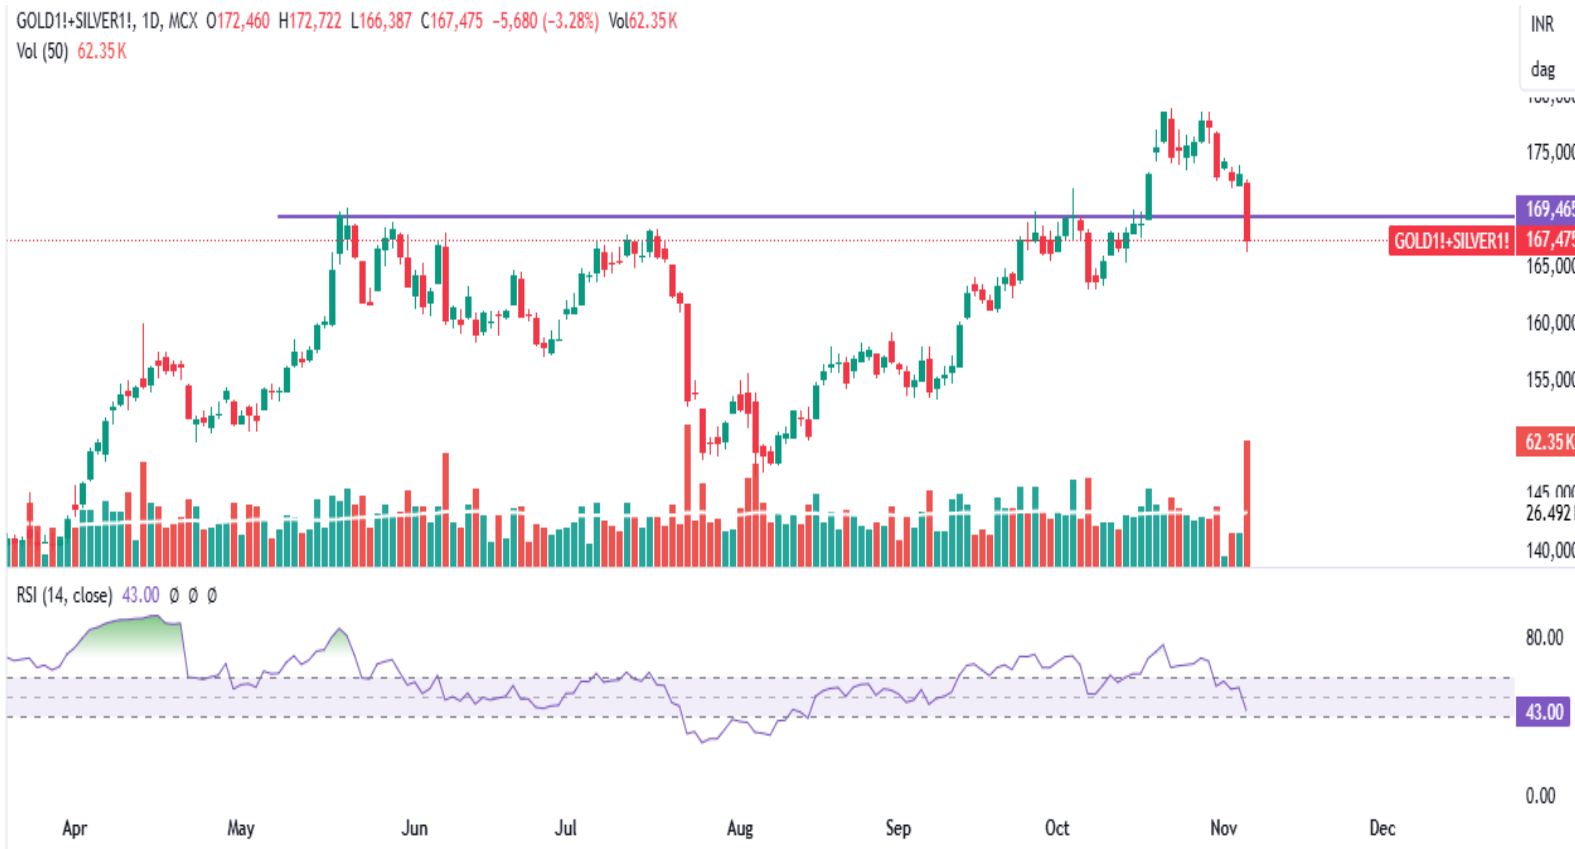 GOLD1!+SILVER1!, 1D, MCX O172,460 H172,722 L166,387 C167,475 −5,680 (−3.28%) Vol62.35K
Vol (50) 62.35K
INR
dag
175,000
169,465
GOLD1!+SILVER1! 167,475
165,000
160,000
155,000
62.35K
145,000
26.492
140,000
RSI (14, close) 43.00 Ø Ø Ø
80.00
43.00
0.00
Apr May Jun Jul Aug Sep Oct Nov Dec